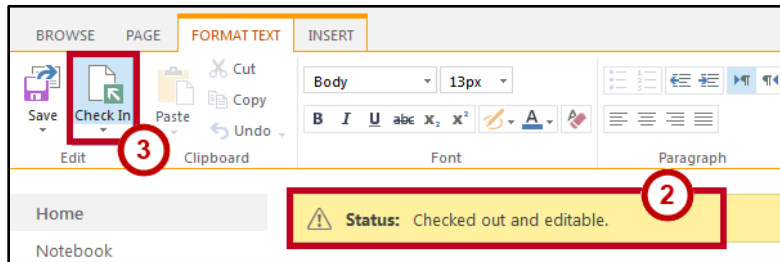 BROWSE PAGE FORMAT TEXT INSERT
Save
Check In
Paste
Cut
Copy
Undo
Body 13px
B I U abc x₂ x² A
Edit Clipboard Font Paragraph
3
2
Home
Status: Checked out and editable.
Notebook